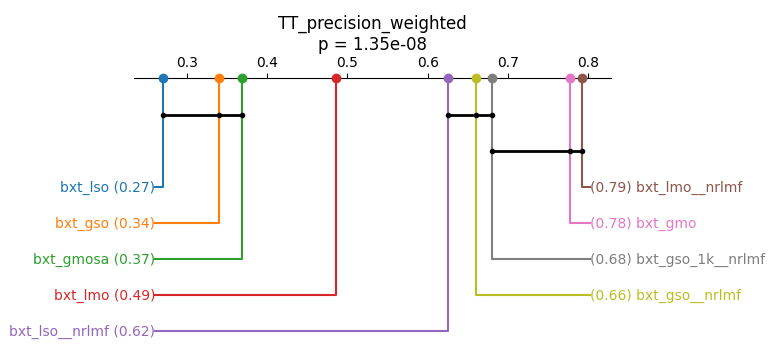 TT_precision_weighted
p = 1.35e-08
0.3 0.4 0.5 0.6 0.7 0.8
bxt_lso (0.27) (0.79) bxt_lmo__nrlmf
bxt_gso (0.34) (0.78) bxt_gmo
bxt_gmosa (0.37) (0.68) bxt_gso_1k__nrlmf
bxt_lmo (0.49) (0.66) bxt_gso__nrlmf
bxt_lso__nrlmf (0.62)